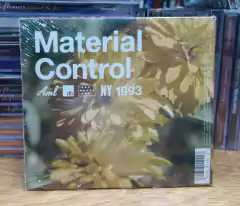 Material
Control
NY 1993